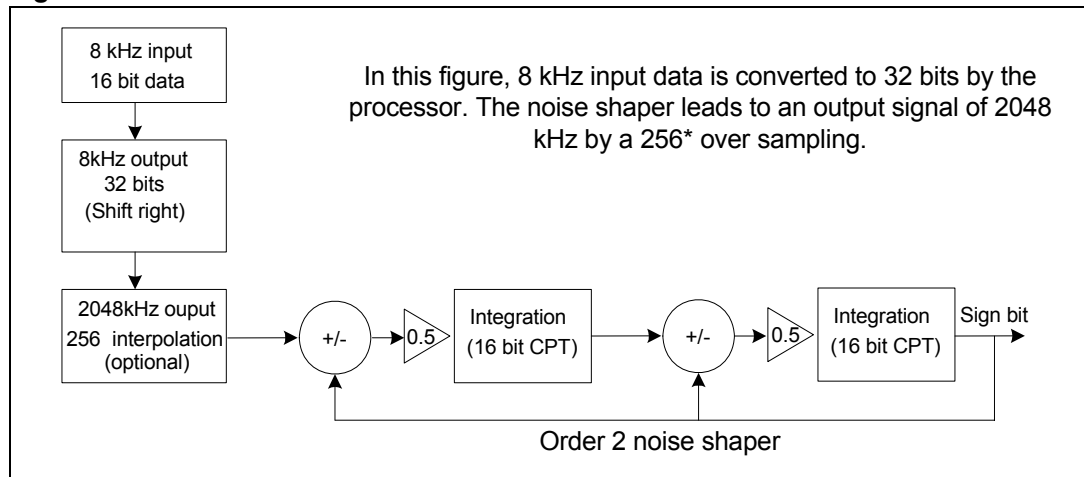 8 kHz input
16 bit data
In this figure, 8 kHz input data is converted to 32 bits by the
processor. The noise shaper leads to an output signal of 2048
kHz by a 256* over sampling.
8kHz output
32 bits
(Shift right)
2048kHz ouput
256 interpolation
(optional)
+/-
0.5
Integration
(16 bit CPT)
+/-
0.5
Integration
(16 bit CPT)
Sign bit
Order 2 noise shaper